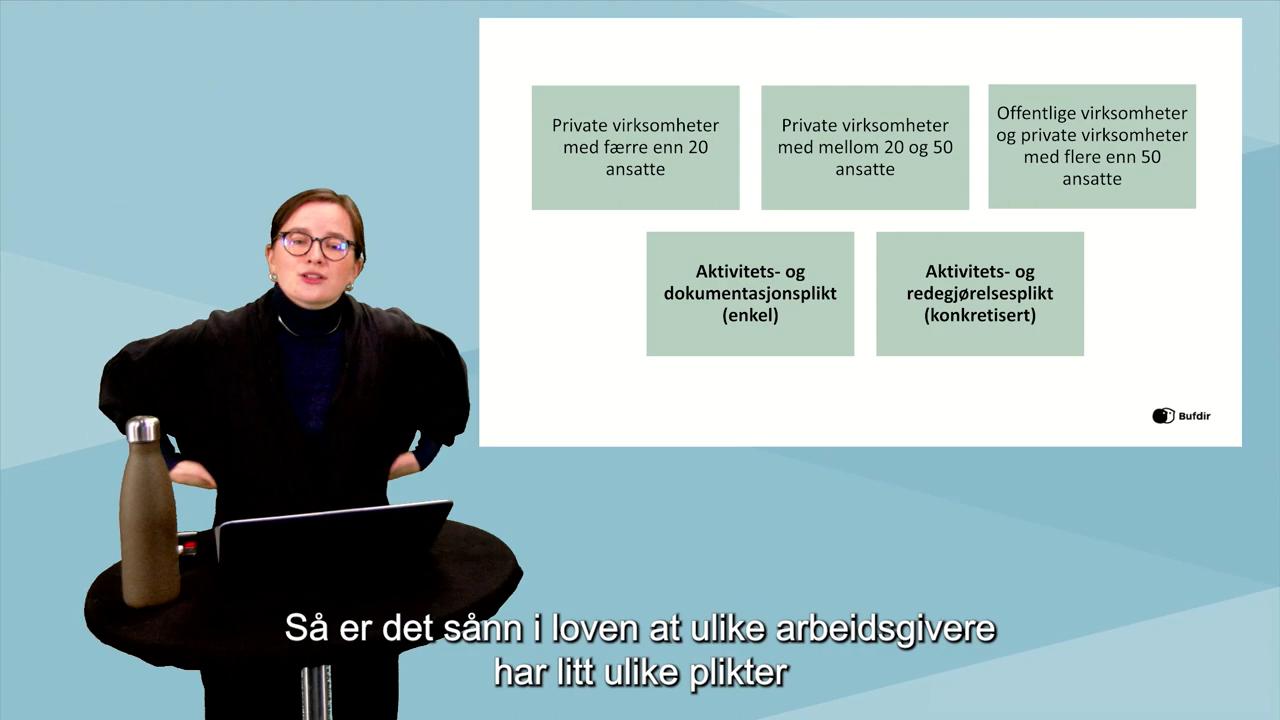 Private virksomheter
med færre enn 20
ansatte
Private virksomheter
med mellom 20 og 50
ansatte
Offentlige virksomheter
og private virksomheter
med flere enn 50
ansatte
Aktivitets- og
dokumentasjonsplikt
(enkel)
Aktivitets- og
redegjørelsesplikt
(konkretisert)
Bufdir
Så er det sånn i loven at ulike arbeidsgivere
har litt ulike plikter